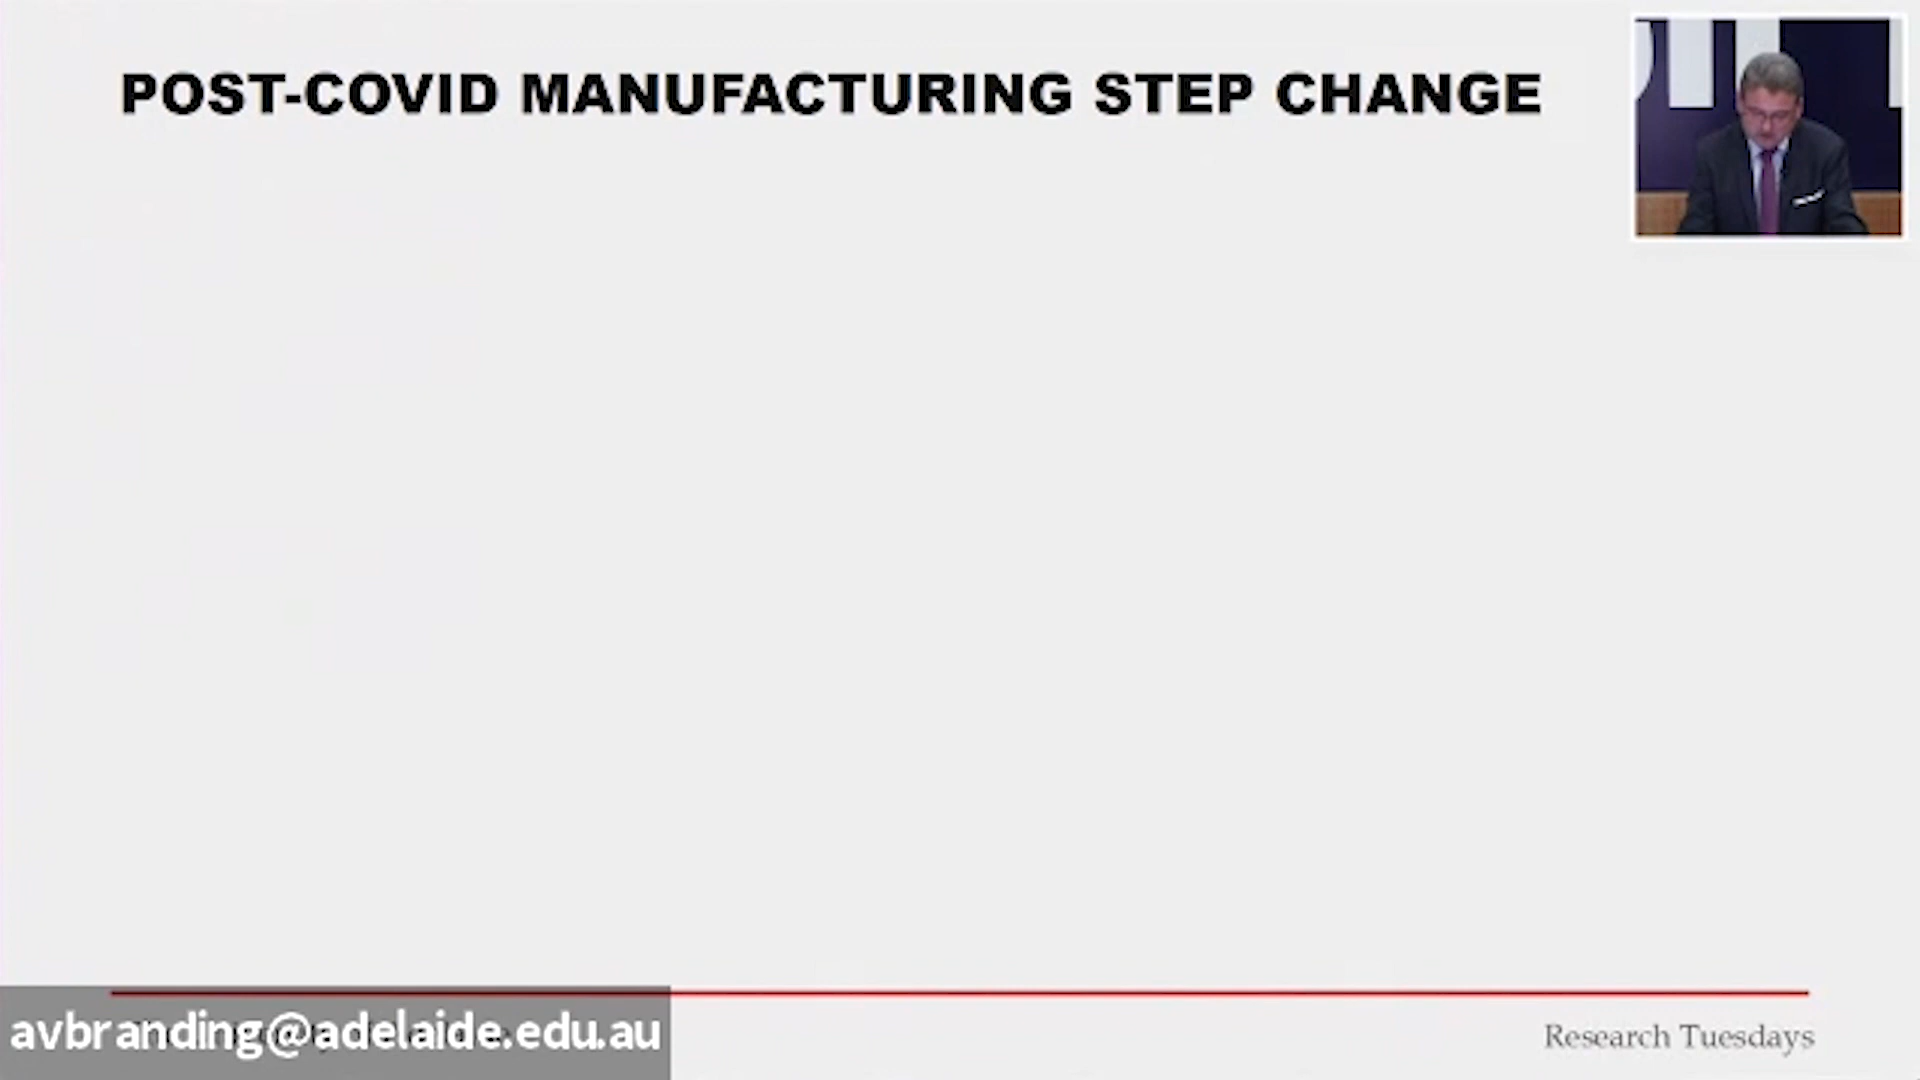 POST-COVID MANUFACTURING STEP CHANGE
avbranding@adelaide.edu.au
Research Tuesdays